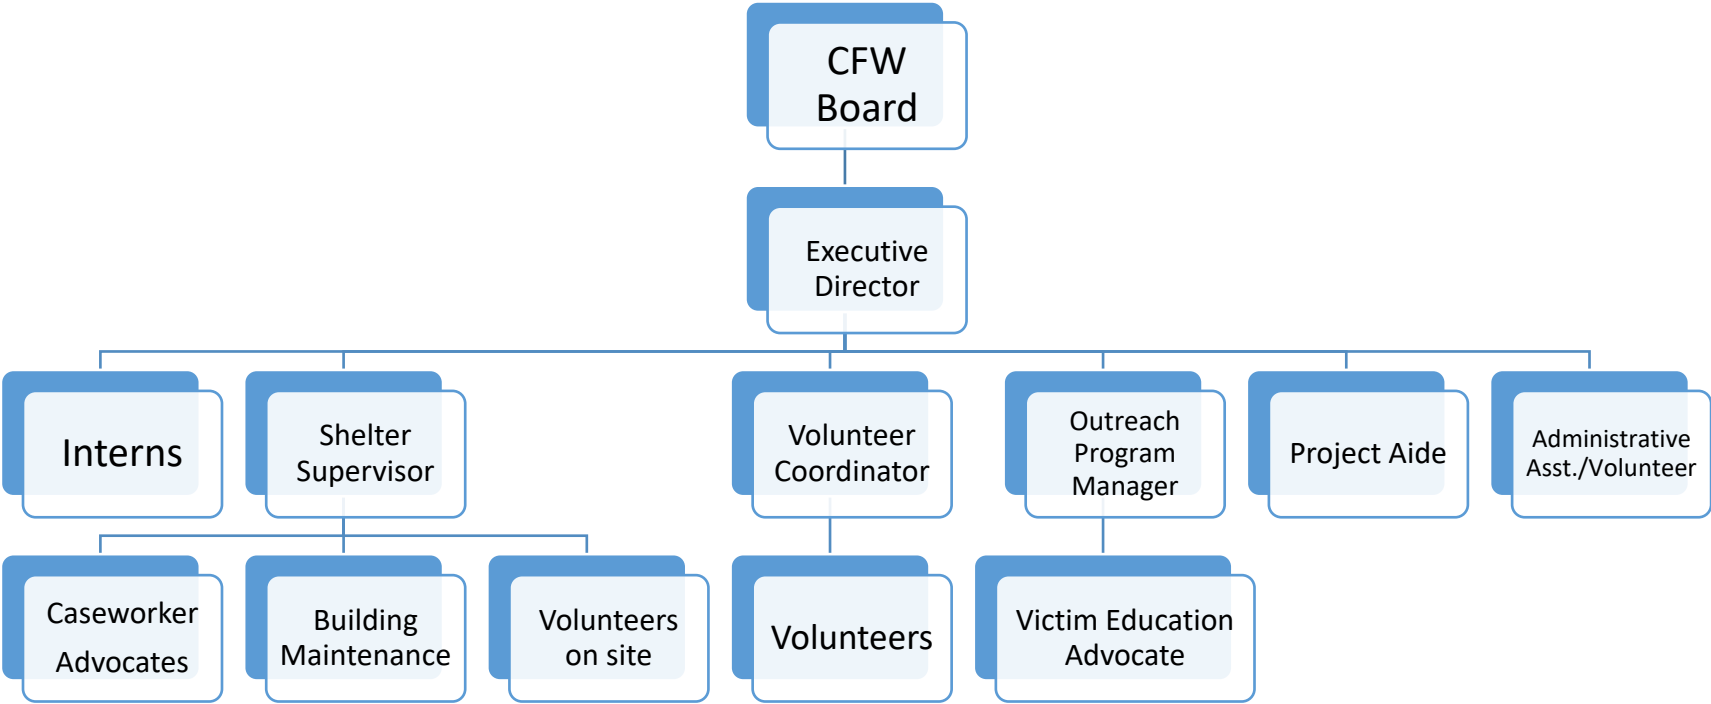 CFW
Board
Executive
Director
Interns
Shelter
Supervisor
Volunteer
Coordinator
Outreach
Program
Manager
Project Aide
Administrative
Asst./Volunteer
Caseworker
Advocates
Building
Maintenance
Volunteers
on site
Volunteers
Victim Education
Advocate